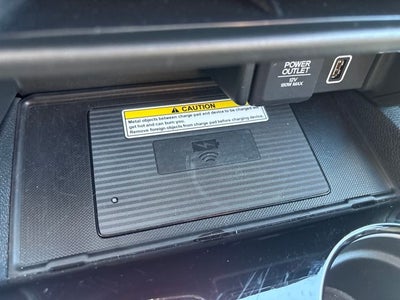 POWER
OUTLET
12V
180W MAX
CAUTION
Metal objects between charge pad and device to be charged can
get hot and can burn you.
Remove foreign objects from charge pad before charging device.